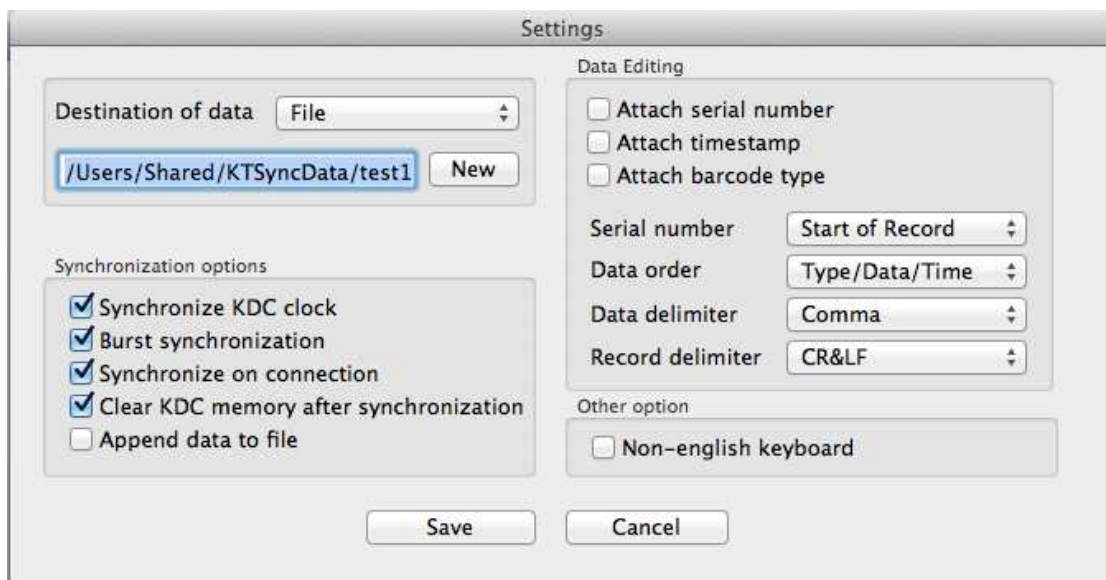 Settings
Destination of data File
/Users/Shared/KTSyncData/test1 New
Synchronization options
Synchronize KDC clock
Burst synchronization
Synchronize on connection
Clear KDC memory after synchronization
Append data to file
Data Editing
Attach serial number
Attach timestamp
Attach barcode type
Serial number Start of Record
Data order Type/Data/Time
Data delimiter Comma
Record delimiter CR&LF
Other option
Non-english keyboard
Save Cancel